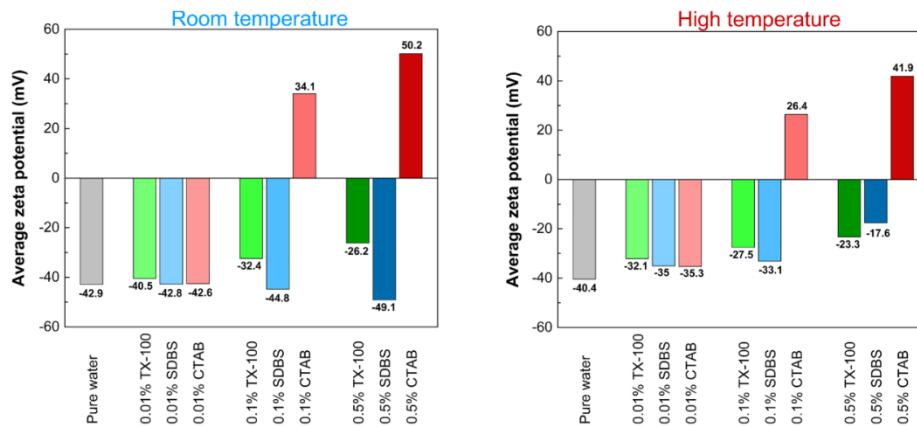 Room temperature
Average zeta potential (mV)
60
40
20
0
-20
-40
-60
-42.9
-40.5
-42.8
-42.6
-32.4
-44.8
34.1
-26.2
-49.1
50.2
Pure water
0.01% TX-100
0.01% SDBS
0.01% CTAB
0.1% TX-100
0.1% SDBS
0.1% CTAB
0.5% TX-100
0.5% SDBS
0.5% CTAB
High temperature
Average zeta potential (mV)
60
40
20
0
-20
-40
-60
-40.4
-32.1
-35
-35.3
-27.5
-33.1
26.4
-23.3
-17.6
41.9
Pure water
0.01% TX-100
0.01% SDBS
0.01% CTAB
0.1% TX-100
0.1% SDBS
0.1% CTAB
0.5% TX-100
0.5% SDBS
0.5% CTAB